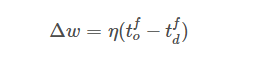 Δw = η(t_o^f − t_d^f)